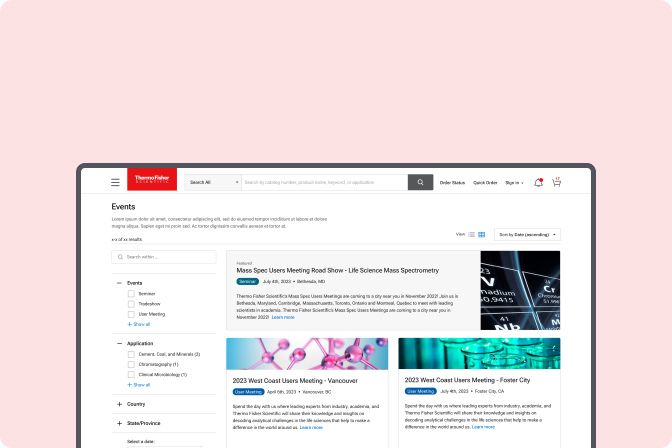 ThermoFisher
SCIENTIFIC
Search All
Search by catalog number, product name, keyword, or application
Order Status
Quick Order
Sign in
17
Events
Lorem ipsum dolor sit amet, consectetur adipiscing elit, sed do eiusmod tempor incididunt ut labore et dolore
magna aliqua. Sapien eget mi proin sed. Ac tortor dignissim convallis aenean et tortor at.
x-x of xx results
View
Sort by Date (ascending)
Search within ...
Events
Seminar
Tradeshow
User Meeting
+ Show all
Application
Cement, Coal, and Minerals (3)
Chromatography (1)
Clinical Microbiology (1)
+ Show all
+ Country
+ State/Province
Select a date:
Featured
Mass Spec Users Meeting Road Show - Life Science Mass Spectrometry
Seminar July 4th, 2023 • Bethesda, MD
Thermo Fisher Scientific's Mass Spec Users Meetings are coming to a city near you in November 2022! Join us in
Bethesda, Maryland, Cambridge, Massachusetts, Toronto, Ontario and Montreal, Quebec to meet with leading
scientists in academia. Thermo Fisher Scientific's Mass Spec Users Meetings are coming to a city near you in
November 2022! Learn more
23
V
nadium
50.9415
24
Cr
Chromium
51.996
Nb
2023 West Coast Users Meeting - Vancouver
User Meeting April 6th, 2023 • Vancouver, BC
Spend the day with us where leading experts from industry, academia, and
Thermo Fisher Scientific will share their knowledge and insights on
decoding analytical challenges in the life sciences that help to make a
difference in the world around us. Learn more
2023 West Coast Users Meeting - Foster City
User Meeting July 4th, 2023 • Foster City, CA
Spend the day with us where leading experts from industry, academia, and
Thermo Fisher Scientific will share their knowledge and insights on
decoding analytical challenges in the life sciences that help to make a
difference in the world around us. Learn more